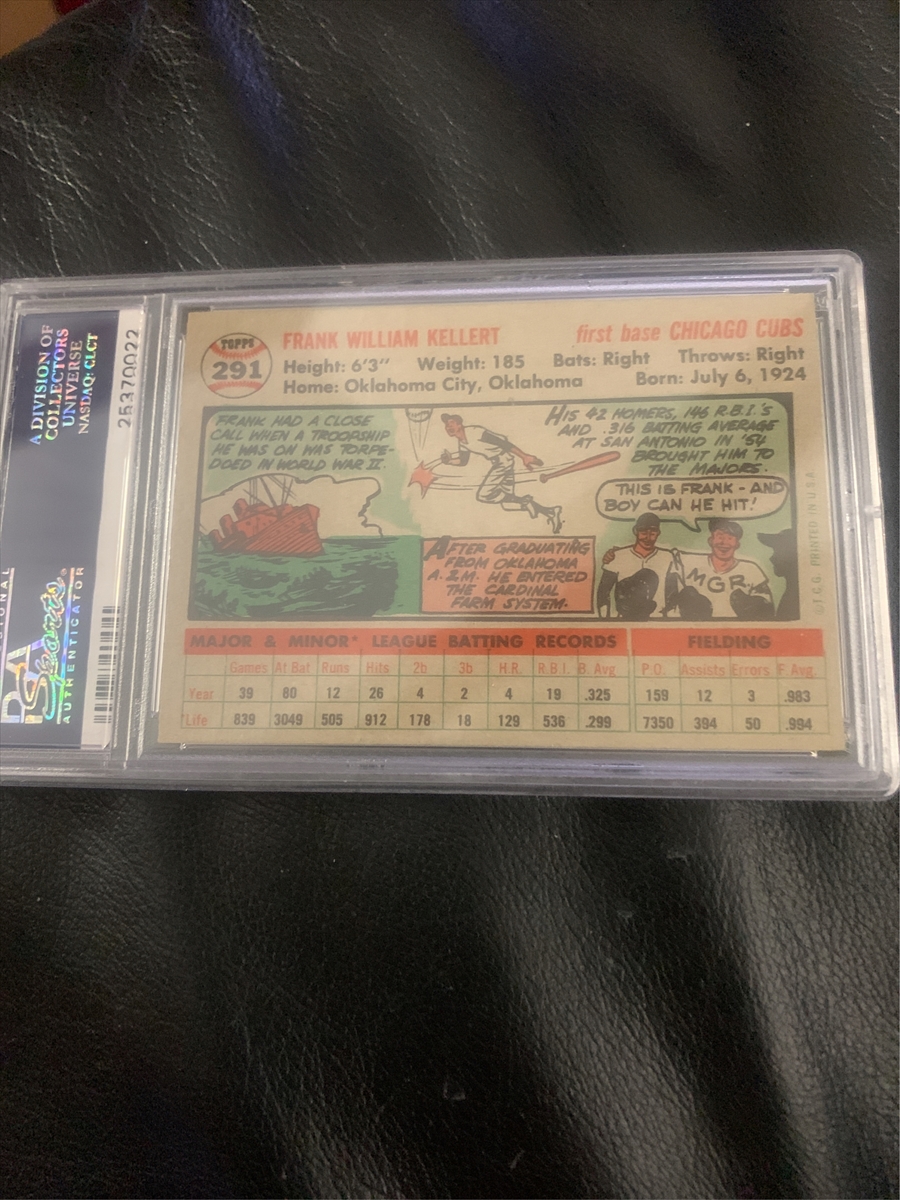 A DIVISION OF
COLLECTORS
UNIVERSE
NASDAQ: CLCT
25370022
PSA
Sports
AUTHENTICATOR
TOPPS
291
FRANK WILLIAM KELLERT first base CHICAGO CUBS
Height: 6'3" Weight: 185 Bats: Right Throws: Right
Home: Oklahoma City, Oklahoma Born: July 6, 1924
FRANK HAD A CLOSE
CALL WHEN A TROOPSHIP
HE WAS ON WAS TORPE-
DOED IN WORLD WAR II.
HIS 42 HOMERS, 146 R.B.I.'S
AND .316 BATTING AVERAGE
AT SAN ANTONIO IN '54
BROUGHT HIM TO
THE MAJORS.
THIS IS FRANK - AND
BOY CAN HE HIT!
MGR.
AFTER GRADUATING
FROM OKLAHOMA
A.&M. HE ENTERED
THE CARDINAL
FARM SYSTEM.
© T.C.G. PRINTED IN U.S.A.
MAJOR & MINOR* LEAGUE BATTING RECORDS FIELDING
Games At Bat Runs Hits 2b 3b H.R. R.B.I. B. Avg. P.O. Assists Errors F. Avg.
Year 39 80 12 26 4 2 4 19 .325 159 12 3 .983
*Life 839 3049 505 912 178 18 129 536 .299 7350 394 50 .994